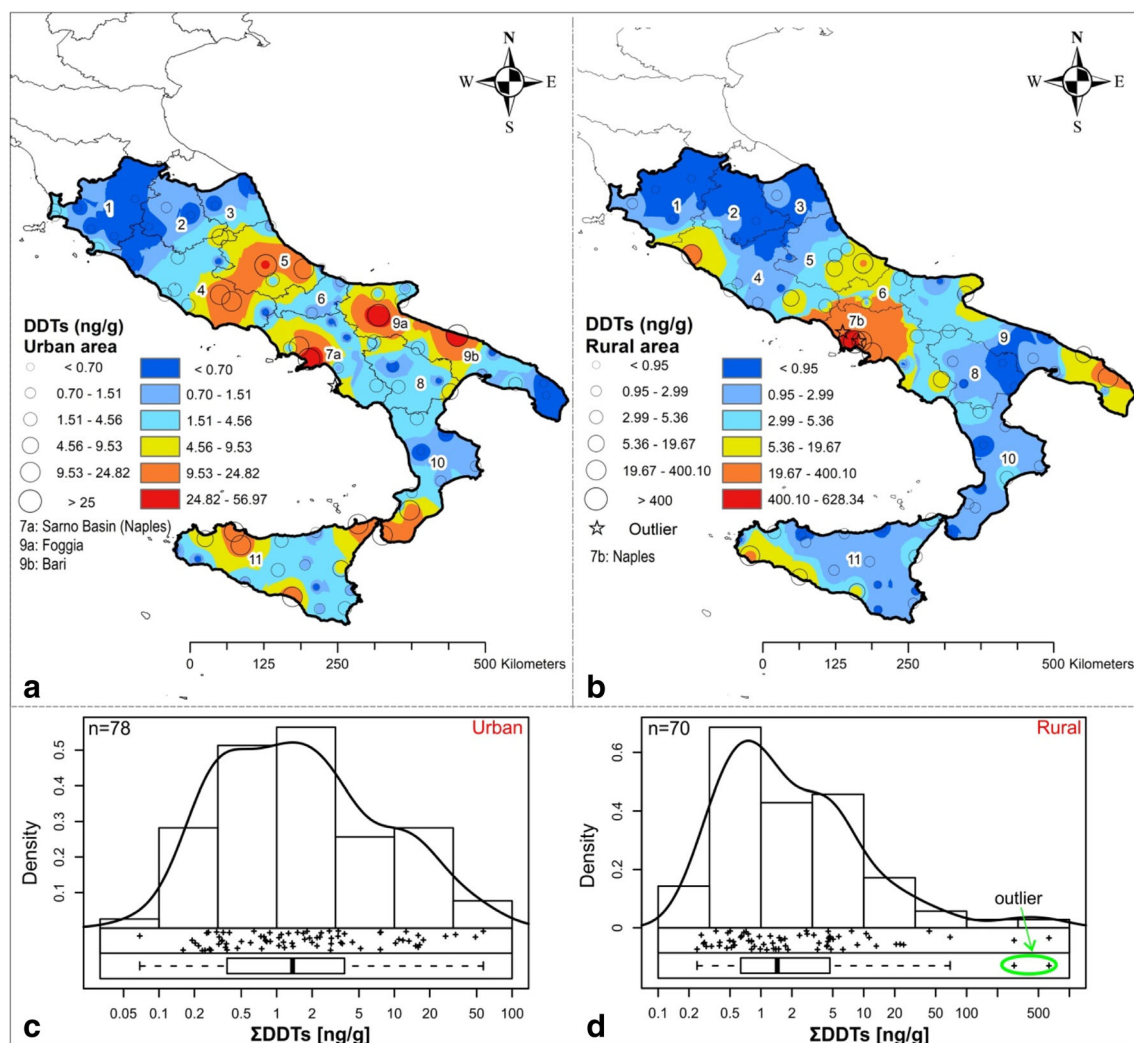 N
W E
S
1
2
3
4
5
6
7a
8
9a
9b
10
11
DDTs (ng/g)
Urban area
< 0.70 < 0.70
0.70 - 1.51 0.70 - 1.51
1.51 - 4.56 1.51 - 4.56
4.56 - 9.53 4.56 - 9.53
9.53 - 24.82 9.53 - 24.82
> 25 24.82 - 56.97
7a: Sarno Basin (Naples)
9a: Foggia
9b: Bari
0 125 250 500 Kilometers
a
N
W E
S
1
2
3
4
5
6
7b
8
9
10
11
DDTs (ng/g)
Rural area
< 0.95 < 0.95
0.95 - 2.99 0.95 - 2.99
2.99 - 5.36 2.99 - 5.36
5.36 - 19.67 5.36 - 19.67
19.67 - 400.10 19.67 - 400.10
> 400 400.10 - 628.34
Outlier
7b: Naples
0 125 250 500 Kilometers
b
n=78 Urban
Density
0.5
0.4
0.3
0.2
0.1
0.05 0.1 0.2 0.5 1 2 5 10 20 50 100
ΣDDTs [ng/g]
c
n=70 Rural
Density
0.6
0.4
0.2
0
outlier
0.1 0.2 0.5 1 2 5 10 20 50 100 500
ΣDDTs [ng/g]
d